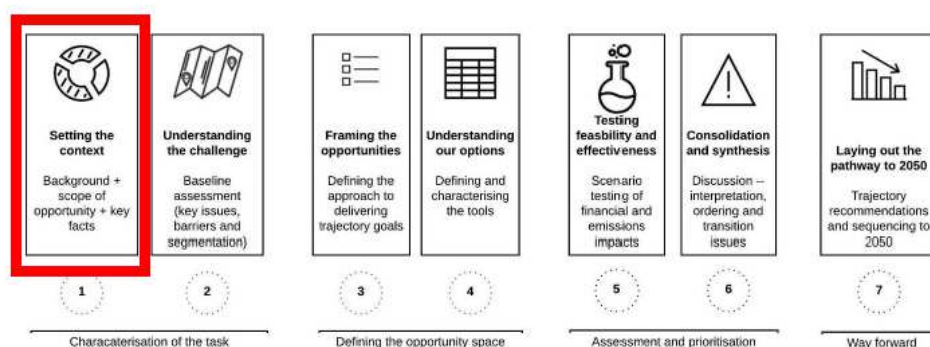 Setting the
context
Background +
scope of
opportunity + key
facts
1
Understanding
the challenge
Baseline
assessment
(key issues,
barriers and
segmentation)
2
Characaterisation of the task
Framing the
opportunities
Defining the
approach to
delivering
trajectory goals
3
Understanding
our options
Defining and
characterising
the tools
4
Defining the opportunity space
Testing
feasbility and
effectiveness
Scenario
testing of
financial and
emissions
impacts
5
Consolidation
and synthesis
Discussion --
interpretation,
ordering and
transition
issues
6
Assessment and prioritisation
Laying out the
pathway to 2050
Trajectory
recommendations
and sequencing to
2050
7
Way forward